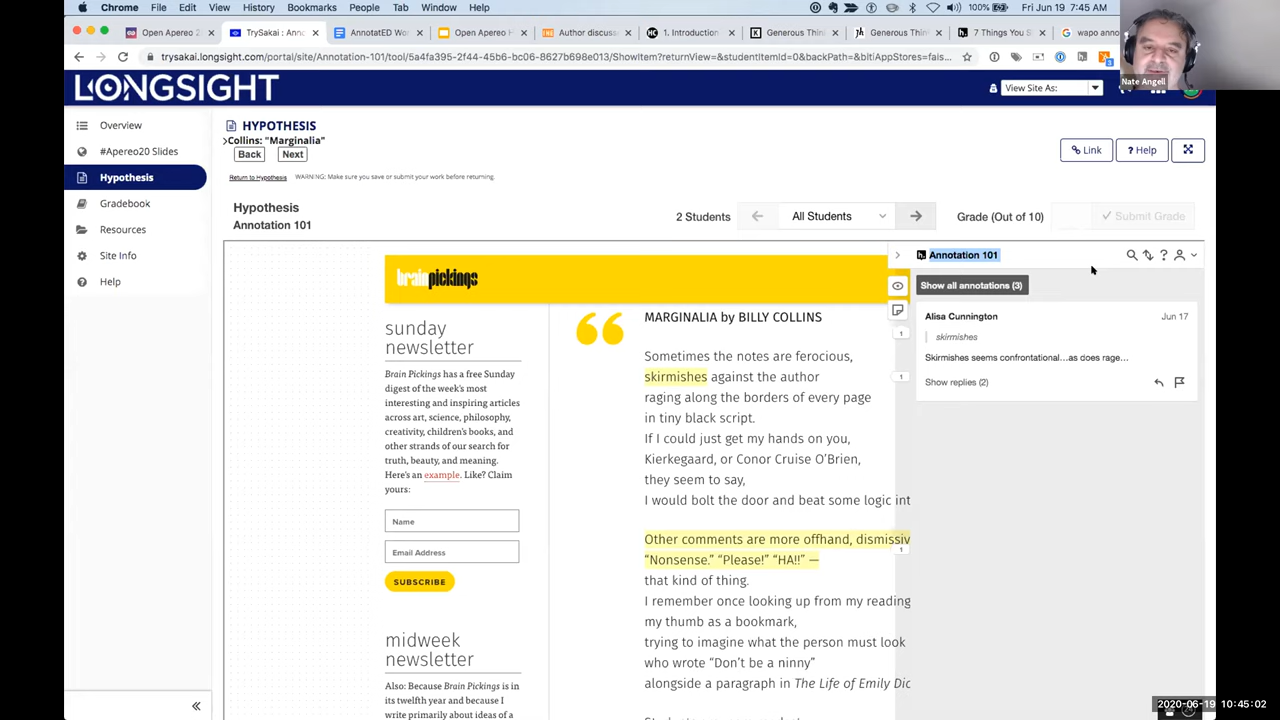 Chrome File Edit View History Bookmarks People Tab Window Help
100% Fri Jun 19 7:45 AM
Open Apereo 2
TrySakai : Annotation
AnnotatED Wo
Open Apereo H
Author discuss
1. Introduction
Generous Thin
Generous Than
7 Things You S
wapo anno
trysakai.longsight.com/portal/site/Annotation-101/tool/5a4fa395-2f44-45b6-bc06-8627b698e013/ShowItem?returnView=&studentItemId=0&backPath=&bltiAppStores=fals...
3
Nate Angell
LONGSIGHT
View Site As:
Overview
#Apereo20 Slides
Hypothesis
Gradebook
Resources
Site Info
Help
HYPOTHESIS
>Collins: "Marginalia"
Back Next
Link
? Help
Return to Hypothesis WARNING: Make sure you save or submit your work before returning.
Hypothesis
Annotation 101
2 Students
All Students
Grade (Out of 10)
✓ Submit Grade
brainpickings
sunday
newsletter
Brain Pickings has a free Sunday
digest of the week's most
interesting and inspiring articles
across art, science, philosophy,
creativity, children's books, and
other strands of our search for
truth, beauty, and meaning.
Here's an example. Like? Claim
yours:
Name
Email Address
SUBSCRIBE
midweek
newsletter
Also: Because Brain Pickings is in
its twelfth year and because I
write primarily about ideas of a
MARGINALIA by BILLY COLLINS
Sometimes the notes are ferocious,
skirmishes against the author
raging along the borders of every page
in tiny black script.
If I could just get my hands on you,
Kierkegaard, or Conor Cruise O’Brien,
they seem to say,
I would bolt the door and beat some logic int
Other comments are more offhand, dismissiv
“Nonsense.” “Please!” “HA!!” —
that kind of thing.
I remember once looking up from my reading
my thumb as a bookmark,
trying to imagine what the person must look
who wrote “Don’t be a ninny”
alongside a paragraph in The Life of Emily Dic
1
1
1
h. Annotation 101
Show all annotations (3)
Alisa Cunnington Jun 17
skirmishes
Skirmishes seems confrontational...as does rage...
Show replies (2)
2020-06-19 10:45:02